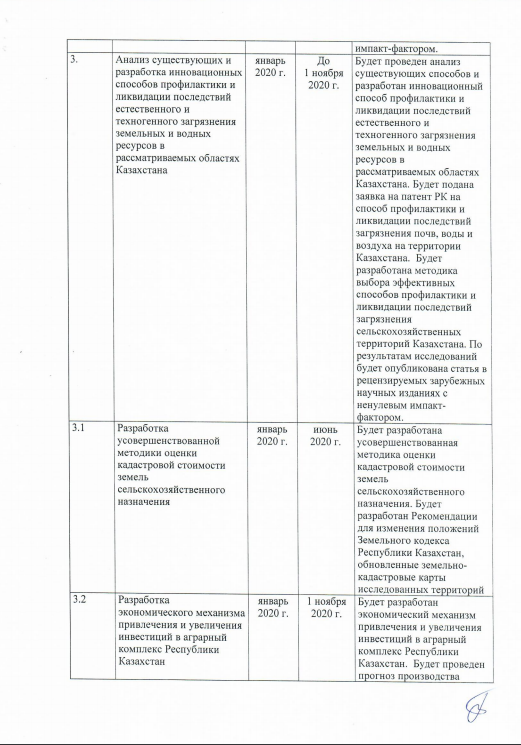 импакт-фактором.
3.
Анализ существующих и
разработка инновационных
способов профилактики и
ликвидации последствий
естественного и
техногенного загрязнения
земельных и водных
ресурсов в
рассматриваемых областях
Казахстана
январь
2020 г.
До
1 ноября
2020 г.
Будет проведен анализ
существующих способов и
разработан инновационный
способ профилактики и
ликвидации последствий
естественного и
техногенного загрязнения
земельных и водных
ресурсов в
рассматриваемых областях
Казахстана. Будет подана
заявка на патент РК на
способ профилактики и
ликвидации последствий
загрязнения почв, воды и
воздуха на территории
Казахстана. Будет
разработана методика
выбора эффективных
способов профилактики и
ликвидации последствий
загрязнения
сельскохозяйственных
территорий Казахстана. По
результатам исследований
будет опубликована статья в
рецензируемых зарубежных
научных изданиях с
ненулевым импакт-
фактором.
3.1
Разработка
усовершенствованной
методики оценки
кадастровой стоимости
земель
сельскохозяйственного
назначения
январь
2020 г.
июнь
2020 г.
Будет разработана
усовершенствованная
методика оценки
кадастровой стоимости
земель
сельскохозяйственного
назначения. Будет
разработан Рекомендации
для изменения положений
Земельного кодекса
Республики Казахстан,
обновленные земельно-
кадастровые карты
исследованных территорий
3.2
Разработка
экономического механизма
привлечения и увеличения
инвестиций в аграрный
комплекс Республики
Казахстан
январь
2020 г.
1 ноября
2020 г.
Будет разработан
экономический механизм
привлечения и увеличения
инвестиций в аграрный
комплекс Республики
Казахстан. Будет проведен
прогноз производства